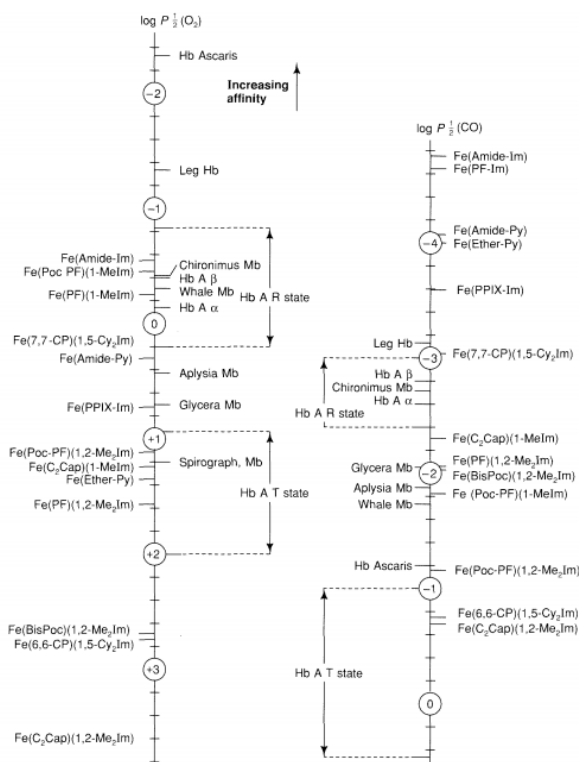 log P ½ (O₂)
Hb Ascaris
Increasing
affinity
−2
Leg Hb
−1
Fe(Amide-Im)
Fe(Poc PF)(1-MeIm)
Chironimus Mb
Hb A β
Fe(PF)(1-MeIm)
Whale Mb
Hb A R state
Hb A α
0
Fe(7,7-CP)(1,5-Cy₂Im)
Fe(Amide-Py)
Aplysia Mb
Fe(PPIX-Im)
Glycera Mb
+1
Fe(Poc-PF)(1,2-Me₂Im)
Fe(C₂Cap)(1-MeIm)
Spirograph, Mb
Fe(Ether-Py)
Hb A T state
Fe(PF)(1,2-Me₂Im)
+2
Fe(BisPoc)(1,2-Me₂Im)
Fe(6,6-CP)(1,5-Cy₂Im)
+3
Fe(C₂Cap)(1,2-Me₂Im)
log P ½ (CO)
Fe(Amide-Im)
Fe(PF-Im)
Fe(Amide-Py)
−4
Fe(Ether-Py)
Fe(PPIX-Im)
Leg Hb
−3
Fe(7,7-CP)(1,5-Cy₂Im)
Hb A β
Chironimus Mb
Hb A α
Hb A R state
Fe(C₂Cap)(1-MeIm)
Glycera Mb
Fe(PF)(1,2-Me₂Im)
−2
Fe(BisPoc)(1,2-Me₂Im)
Aplysia Mb
Fe (Poc-PF)(1-MeIm)
Whale Mb
Hb Ascaris
Fe(Poc-PF)(1,2-Me₂Im)
−1
Fe(6,6-CP)(1,5-Cy₂Im)
Fe(C₂Cap)(1,2-Me₂Im)
Hb A T state
0